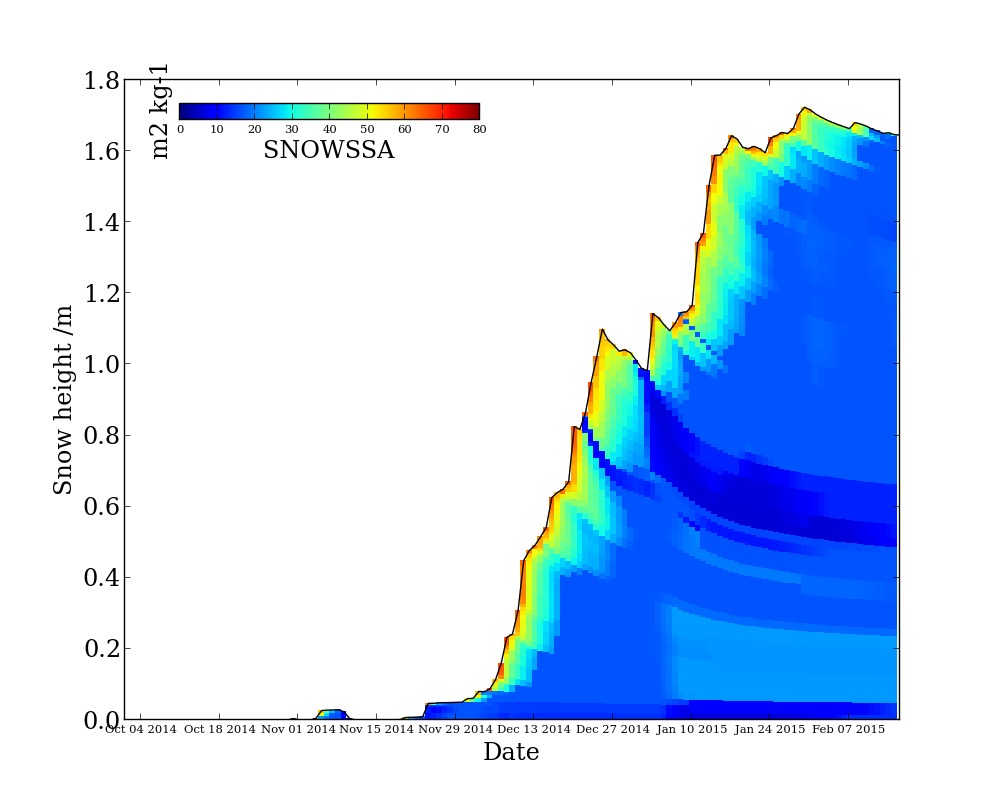 1.8
1.6
1.4
1.2
1.0
0.8
0.6
0.4
0.2
0.0
Snow height /m
m2 kg-1
0 10 20 30 40 50 60 70 80
SNOWSSA
Oct 04 2014 Oct 18 2014 Nov 01 2014 Nov 15 2014 Nov 29 2014 Dec 13 2014 Dec 27 2014 Jan 10 2015 Jan 24 2015 Feb 07 2015
Date